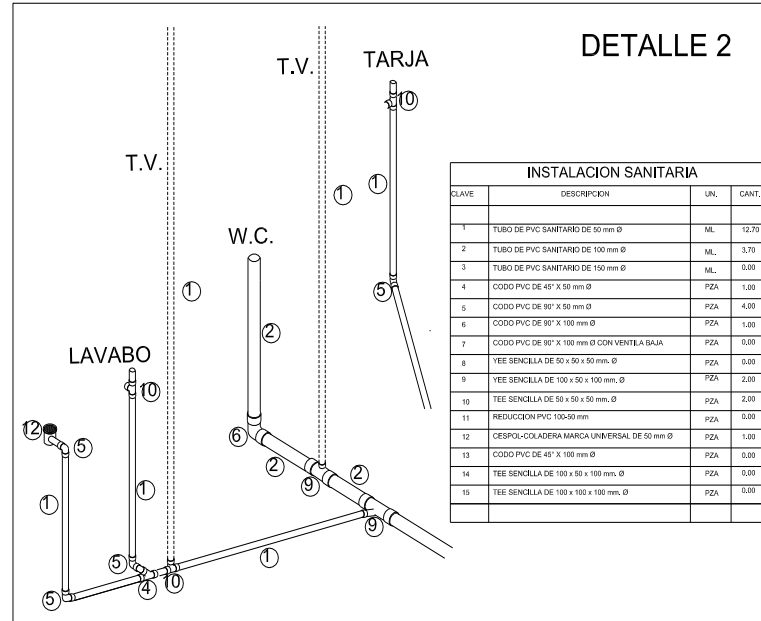 DETALLE 2
T.V.
TARJA
10
T.V.
1
1
W.C.
1
5
2
LAVABO
10
12
5
6
2
2
9
9
1
1
1
5
4
10
5
INSTALACION SANITARIA
CLAVE DESCRIPCION UN. CANT.
1 TUBO DE PVC SANITARIO DE 50 mm Ø ML 12.70
2 TUBO DE PVC SANITARIO DE 100 mm Ø ML. 3.70
3 TUBO DE PVC SANITARIO DE 150 mm Ø ML. 0.00
4 CODO PVC DE 45° X 50 mm Ø PZA 1.00
5 CODO PVC DE 90° X 50 mm Ø PZA 4.00
6 CODO PVC DE 90° X 100 mm Ø PZA 1.00
7 CODO PVC DE 90° X 100 mm Ø CON VENTILA BAJA PZA 0.00
8 YEE SENCILLA DE 50 x 50 x 50 mm. Ø PZA 0.00
9 YEE SENCILLA DE 100 x 50 x 100 mm. Ø PZA 2.00
10 TEE SENCILLA DE 50 x 50 x 50 mm. Ø PZA 2.00
11 REDUCCION PVC 100-50 mm PZA 0.00
12 CESPOL-COLADERA MARCA UNIVERSAL DE 50 mm Ø PZA 1.00
13 CODO PVC DE 45° X 100 mm Ø PZA 0.00
14 TEE SENCILLA DE 100 x 50 x 100 mm. Ø PZA 0.00
15 TEE SENCILLA DE 100 x 100 x 100 mm. Ø PZA 0.00